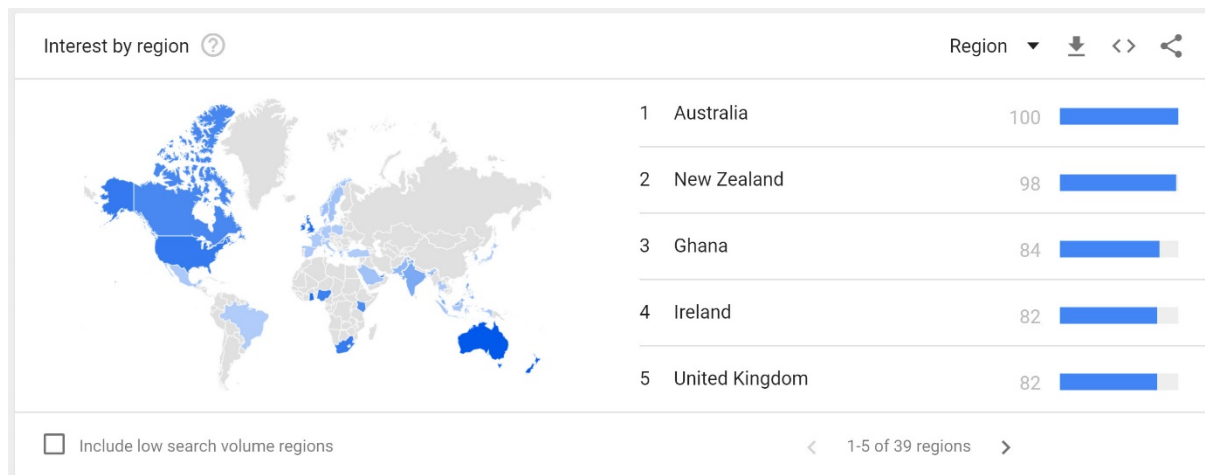 Interest by region
Region
1 Australia 100
2 New Zealand 98
3 Ghana 84
4 Ireland 82
5 United Kingdom 82
Include low search volume regions
1-5 of 39 regions